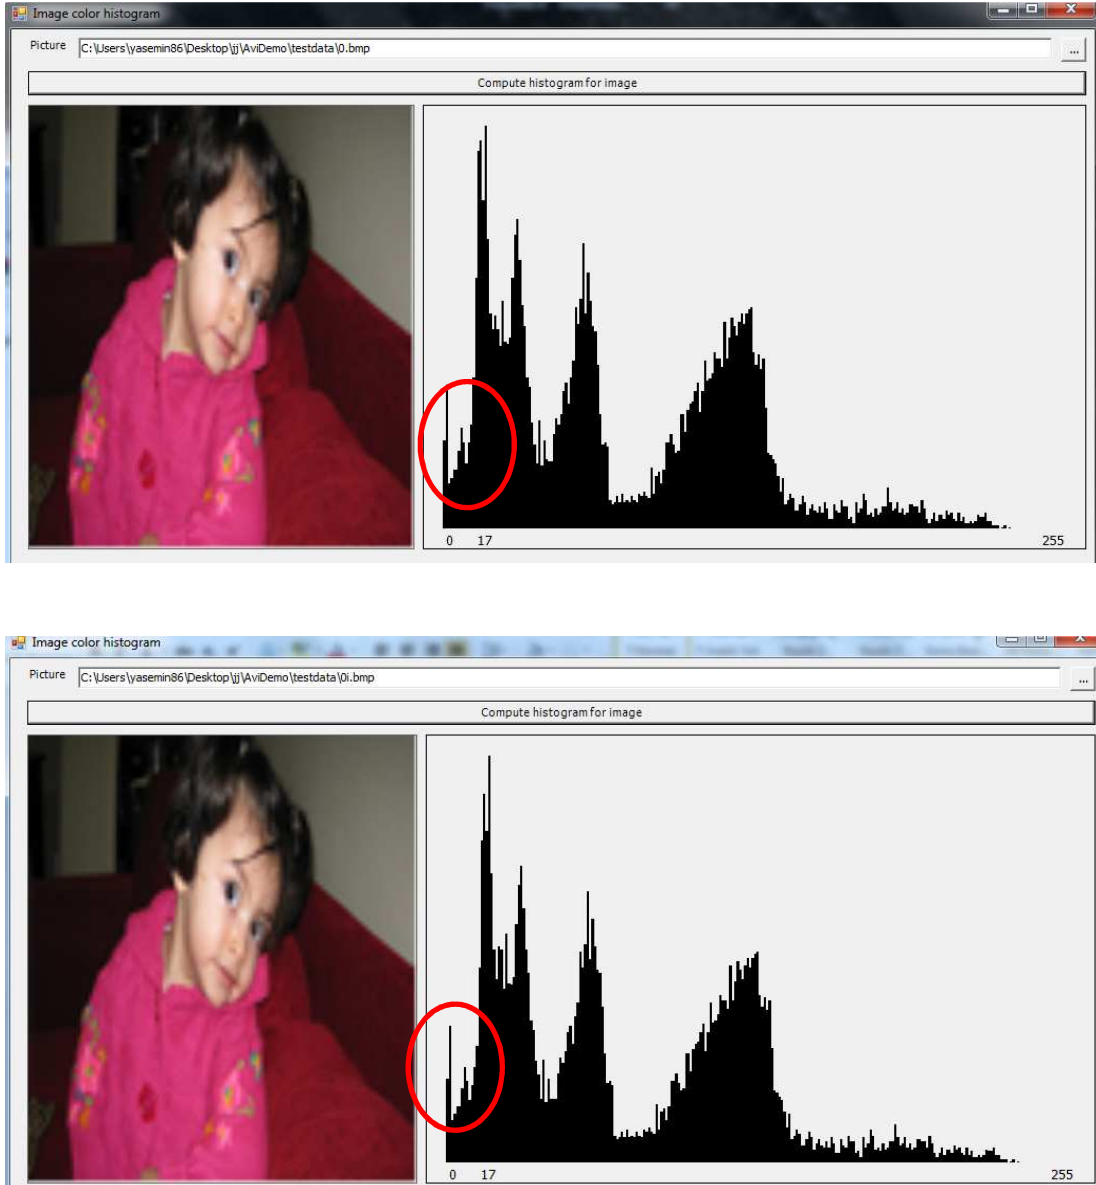 Image color histogram
Picture C:\Users\yasemin86\Desktop\jj\AviDemo\testdata\0.bmp ...
Compute histogram for image
0 17 255
Image color histogram
Picture C:\Users\yasemin86\Desktop\jj\AviDemo\testdata\0i.bmp ...
Compute histogram for image
0 17 255